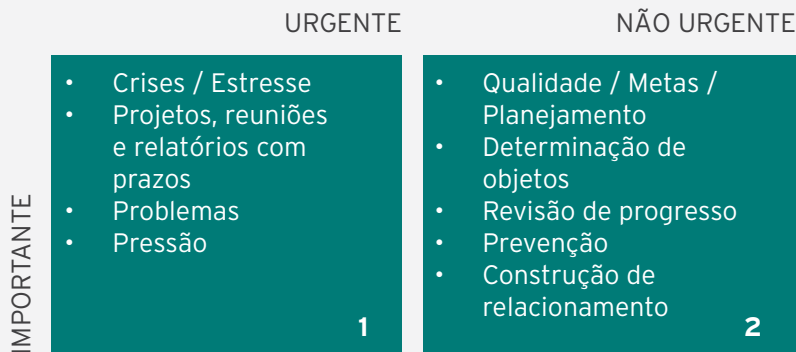 URGENTE
NÃO URGENTE
IMPORTANTE
• Crises / Estresse
• Projetos, reuniões
e relatórios com
prazos
• Problemas
• Pressão
1
• Qualidade / Metas /
Planejamento
• Determinação de
objetos
• Revisão de progresso
• Prevenção
• Construção de
relacionamento
2